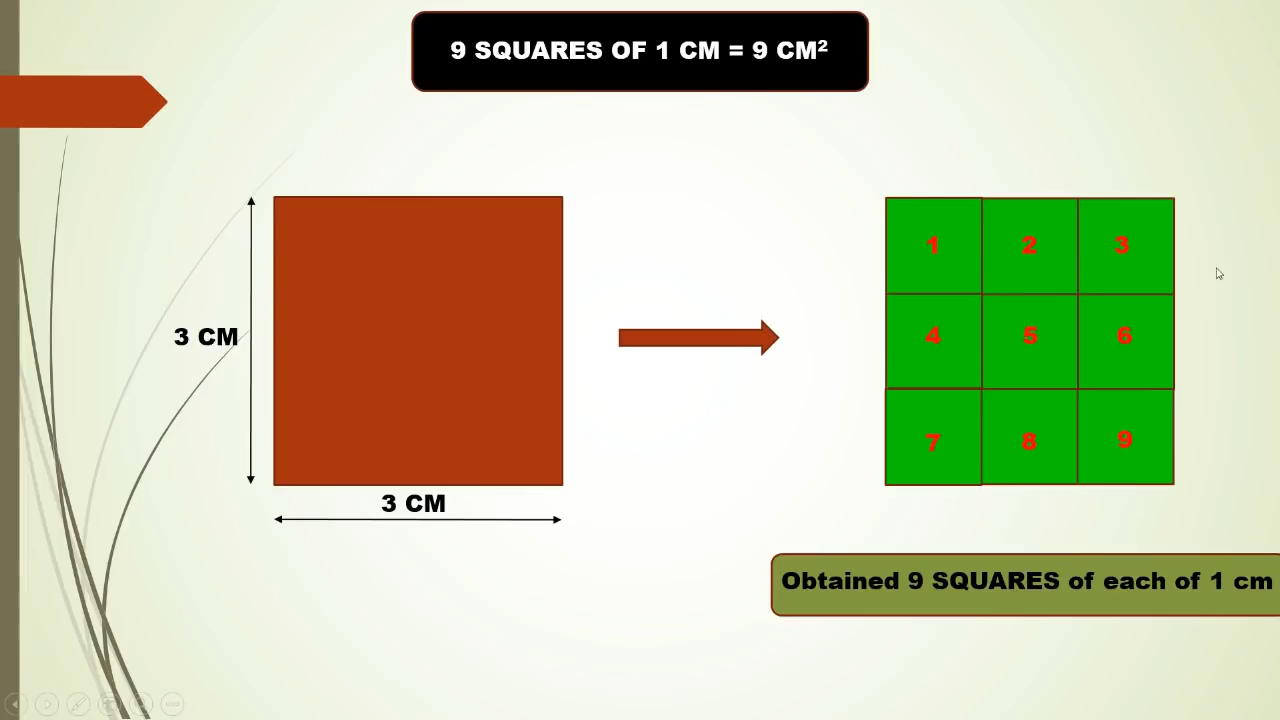 9 SQUARES OF 1 CM = 9 CM²
3 CM
3 CM
1 2 3
4 5 6
7 8 9
Obtained 9 SQUARES of each of 1 cm